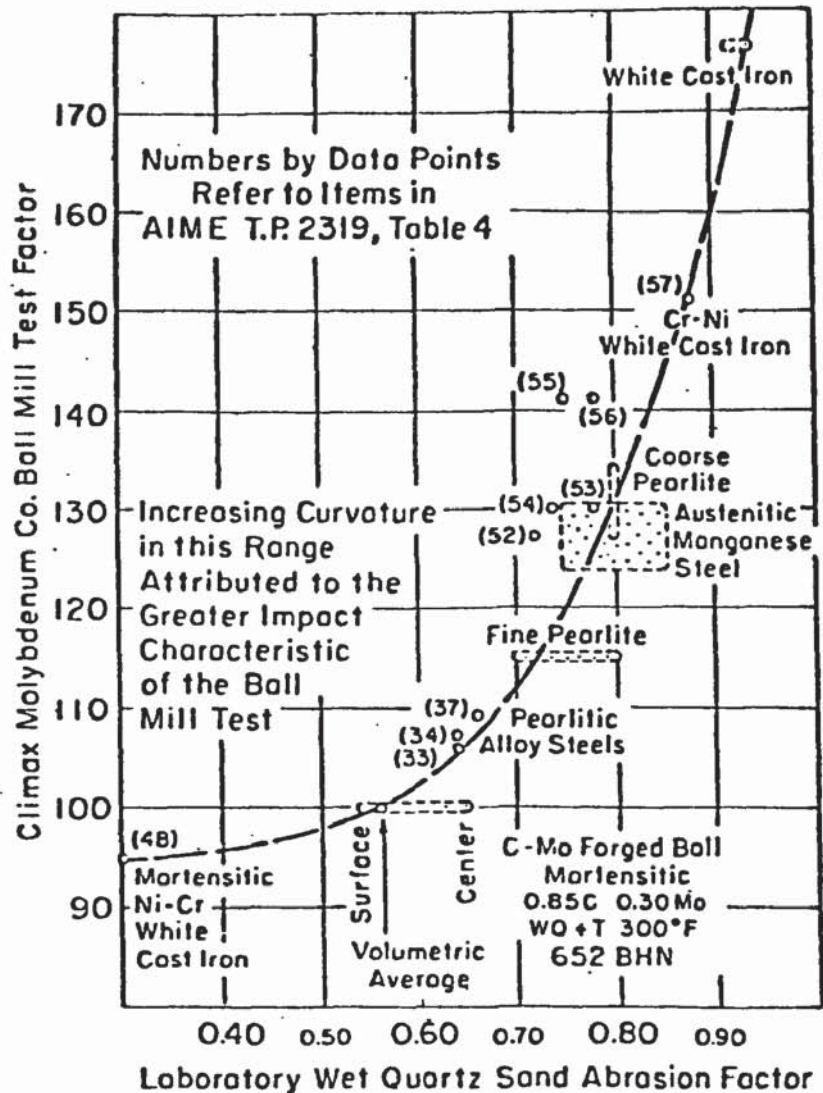 Climax Molybdenum Co. Ball Mill Test Factor
170
160
150
140
130
120
110
100
90
White Cast Iron
Numbers by Data Points
Refer to Items in
AIME T.P. 2319, Table 4
(57)
Cr-Ni
White Cast Iron
(55)
(56)
Coarse
Pearlite
(54)
(53)
(52)
Austenitic
Manganese
Steel
Increasing Curvature
in this Range
Attributed to the
Greater Impact
Characteristic
of the Ball
Mill Test
Fine Pearlite
(37)
(34)
(33)
Pearlitic
Alloy Steels
(48)
Martensitic
Ni-Cr
White
Cast Iron
Surface
Center
Volumetric
Average
C-Mo Forged Ball
Martensitic
0.85C 0.30Mo
WQ + T 300°F
652 BHN
0.40 0.50 0.60 0.70 0.80 0.90
Laboratory Wet Quartz Sand Abrasion Factor